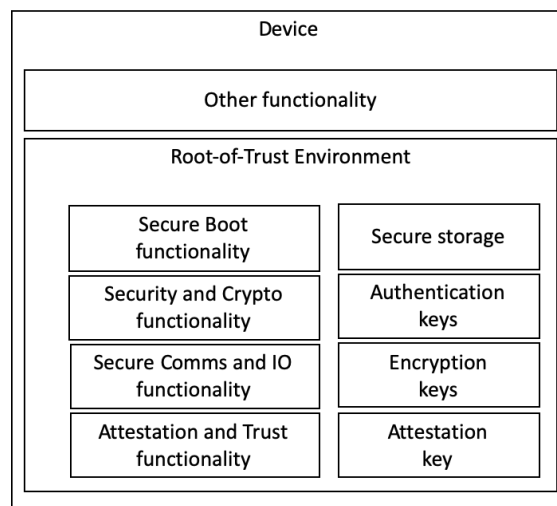 Device
Other functionality
Root-of-Trust Environment
Secure Boot
functionality
Secure storage
Security and Crypto
functionality
Authentication
keys
Secure Comms and IO
functionality
Encryption
keys
Attestation and Trust
functionality
Attestation
key